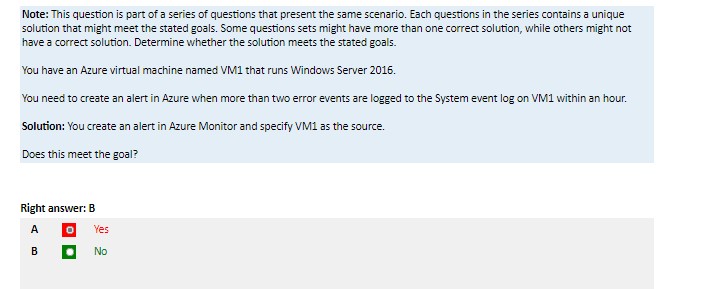 Note: This question is part of a series of questions that present the same scenario. Each questions in the series contains a unique
solution that might meet the stated goals. Some questions sets might have more than one correct solution, while others might not
have a correct solution. Determine whether the solution meets the stated goals.
You have an Azure virtual machine named VM1 that runs Windows Server 2016.
You need to create an alert in Azure when more than two error events are logged to the System event log on VM1 within an hour.
Solution: You create an alert in Azure Monitor and specify VM1 as the source.
Does this meet the goal?
Right answer: B
A Yes
B No